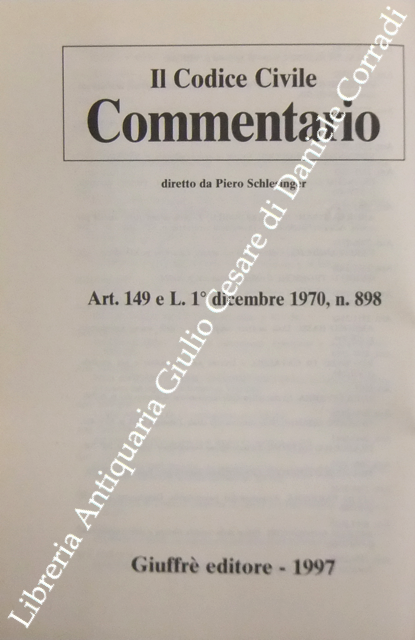 Il Codice Civile
Commentario
diretto da Piero Schlesinger
Art. 149 e L. 1° dicembre 1970, n. 898
Giuffrè editore - 1997
Libreria Antiquaria Giulio Cesare di Daniele Corradi